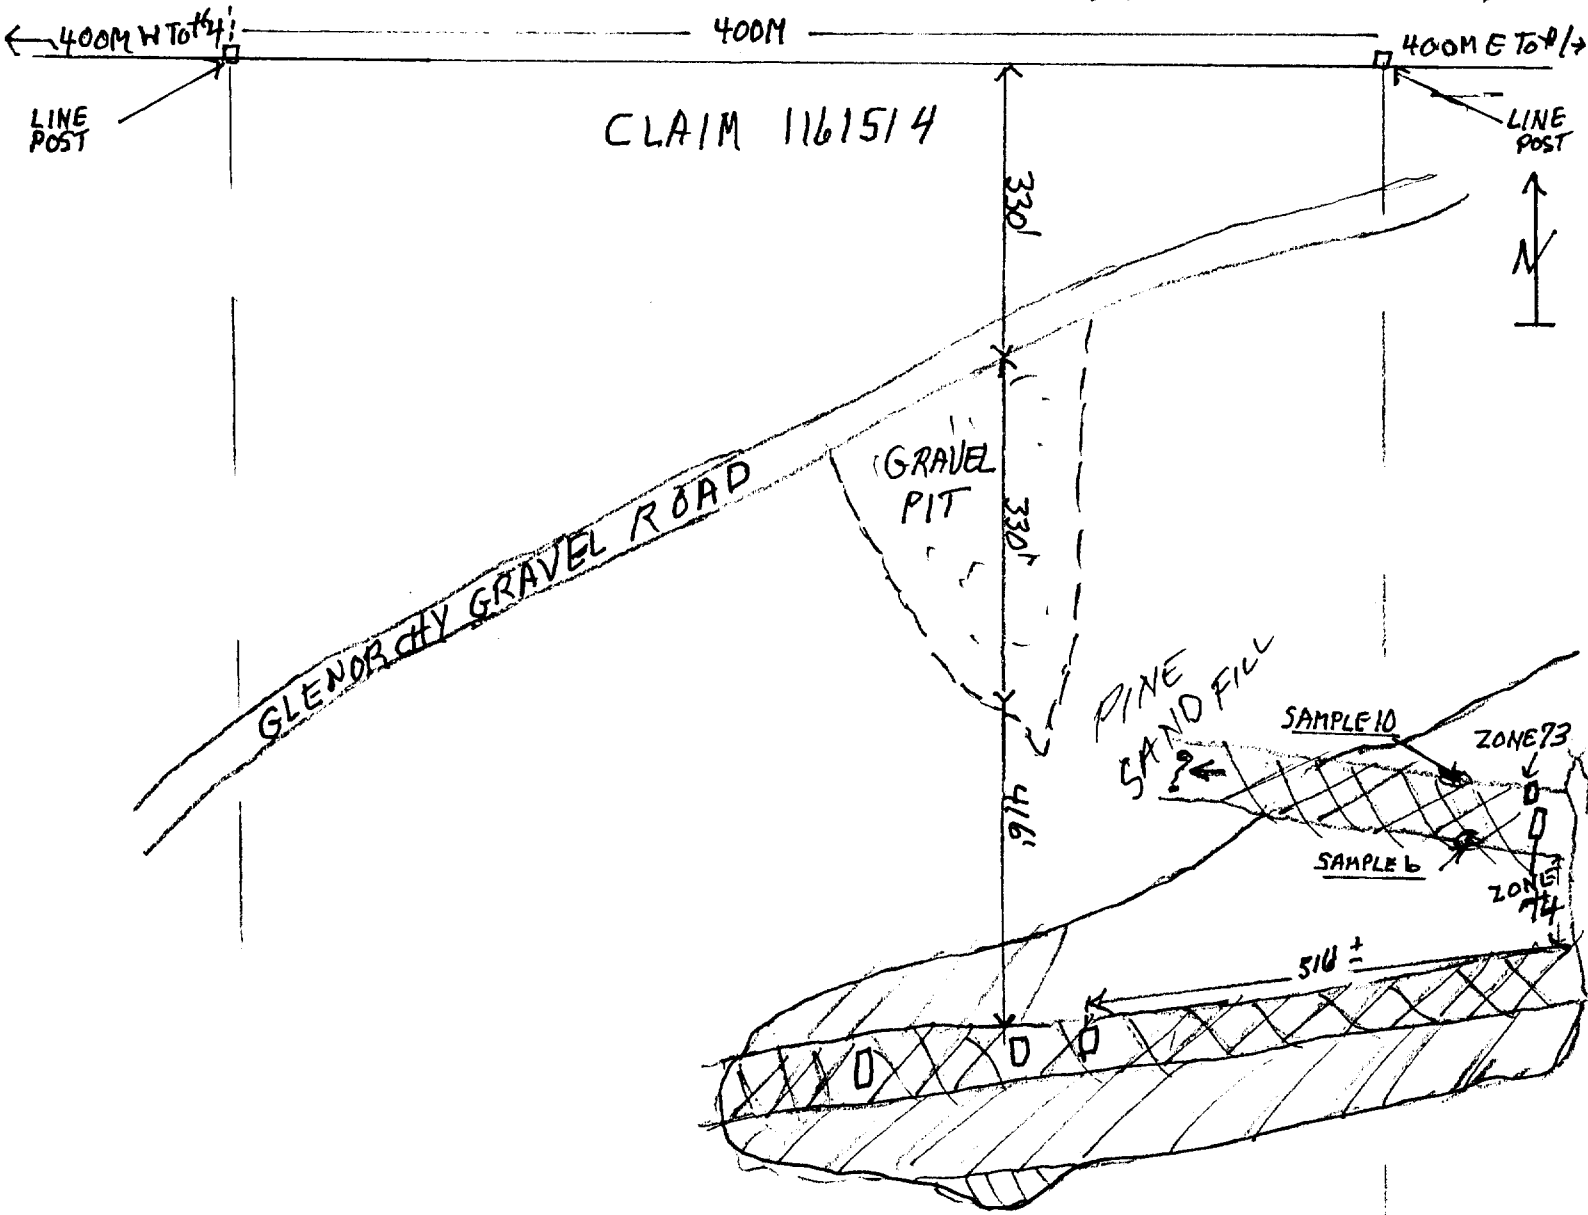 400M W To #4
400M
400M E To #1
LINE
POST
CLAIM 1161514
LINE
POST
330'
N
GRAVEL
PIT
330'
GLENORCHY GRAVEL ROAD
PINE
SAND FILL
?
SAMPLE 10
ZONE 73
416'
SAMPLE 6
ZONE
74
516 ±